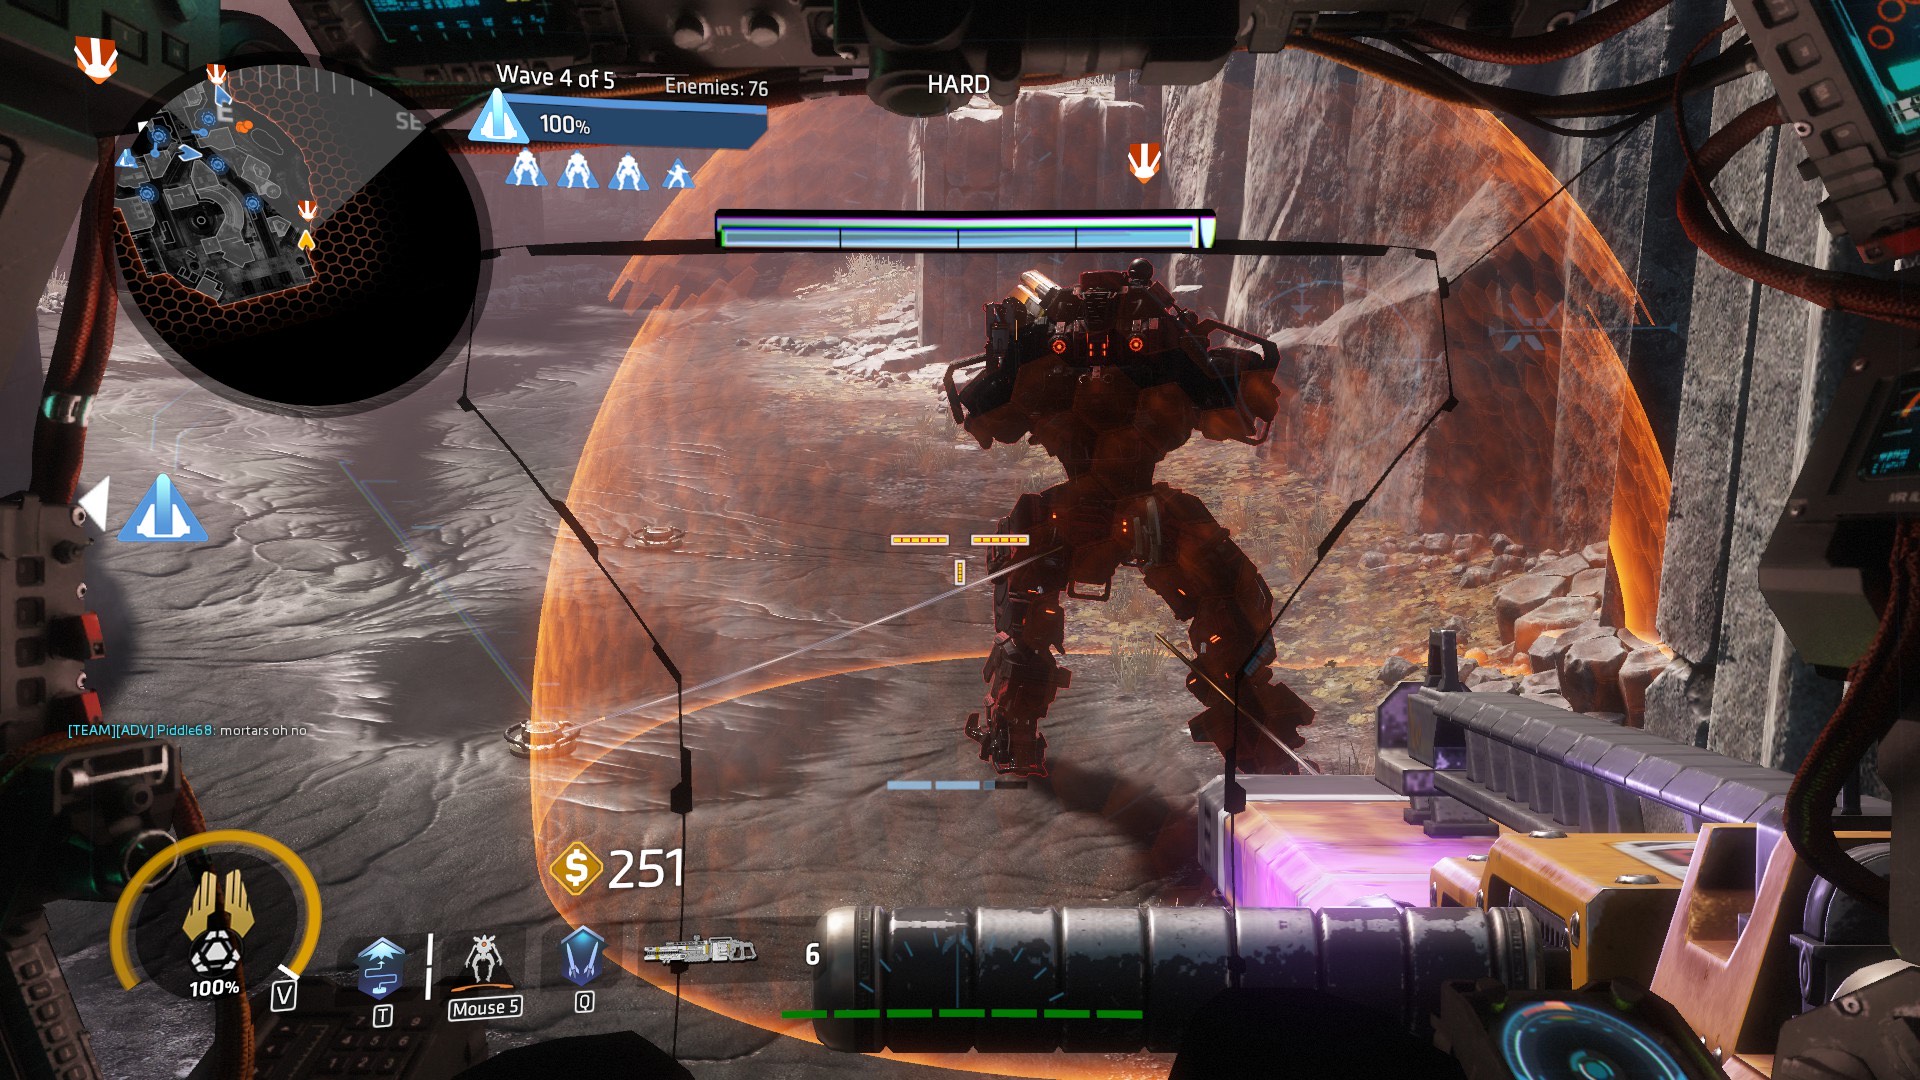 Wave 4 of 5
Enemies: 76
HARD
100%
E
SE
[TEAM][ADV] Piddle68: mortars oh no
$ 251
100%
V
T
Mouse 5
Q
6